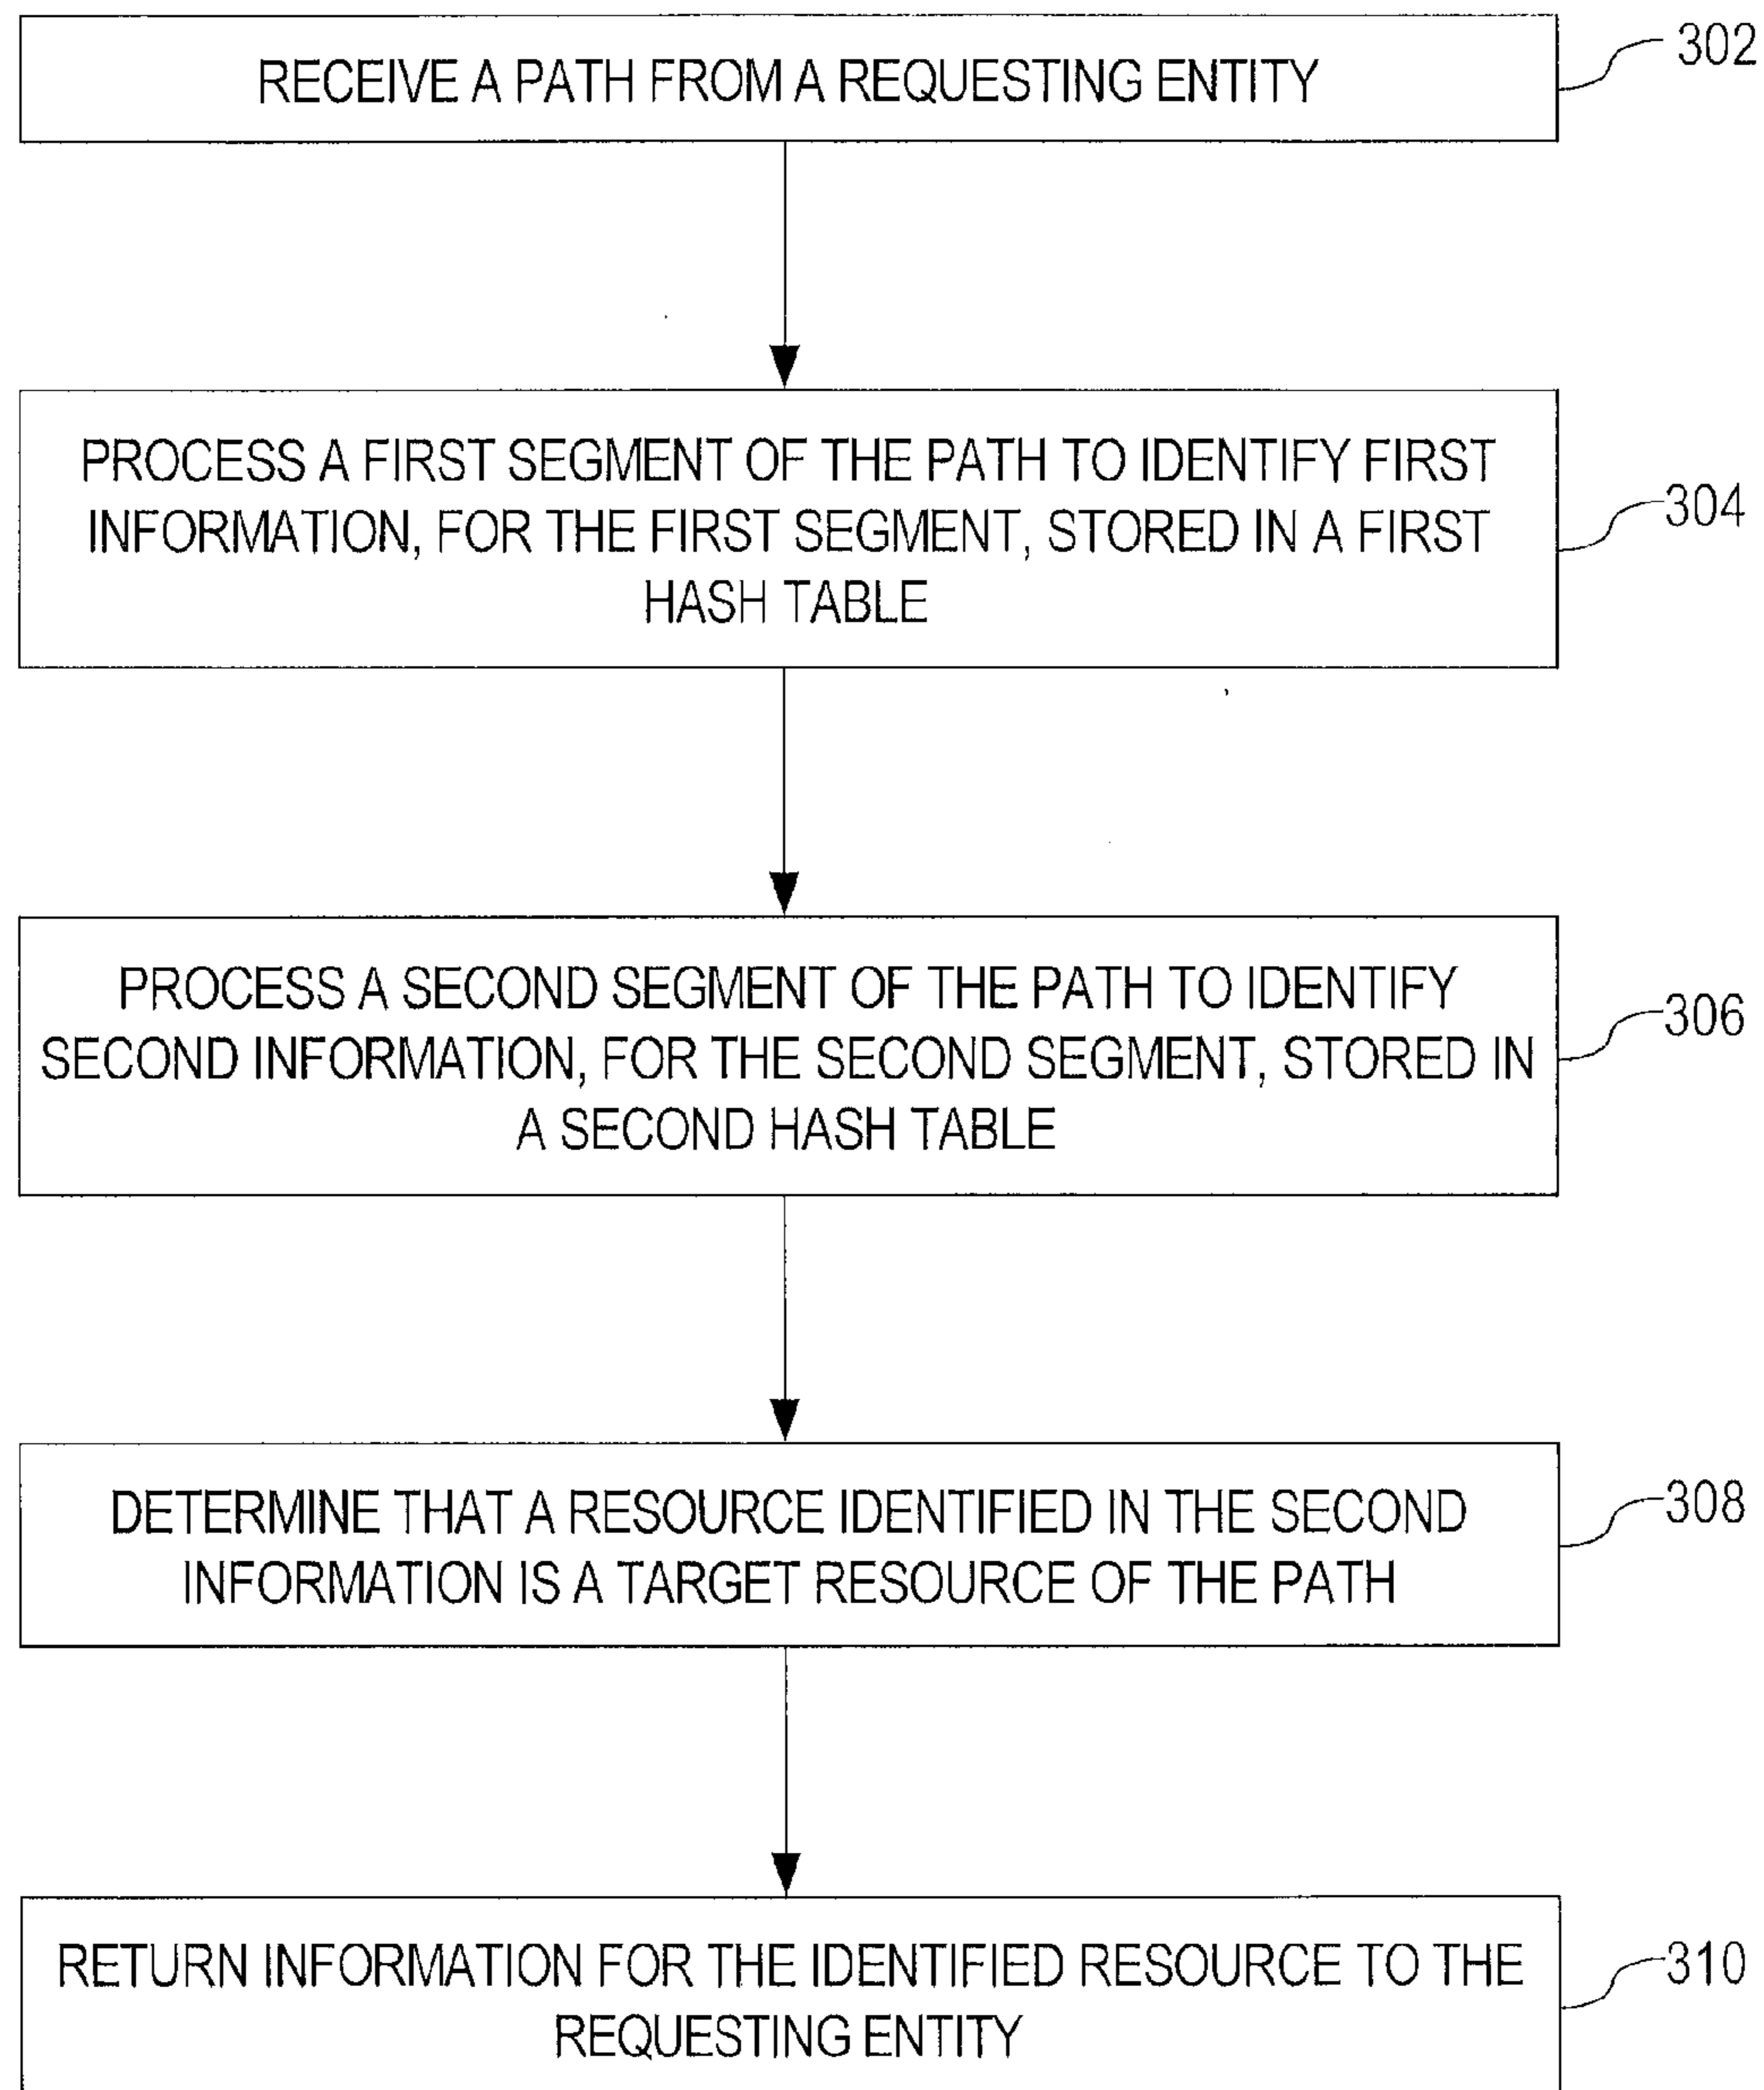 RECEIVE A PATH FROM A REQUESTING ENTITY
302
PROCESS A FIRST SEGMENT OF THE PATH TO IDENTIFY FIRST
INFORMATION, FOR THE FIRST SEGMENT, STORED IN A FIRST
HASH TABLE
304
PROCESS A SECOND SEGMENT OF THE PATH TO IDENTIFY
SECOND INFORMATION, FOR THE SECOND SEGMENT, STORED IN
A SECOND HASH TABLE
306
DETERMINE THAT A RESOURCE IDENTIFIED IN THE SECOND
INFORMATION IS A TARGET RESOURCE OF THE PATH
308
RETURN INFORMATION FOR THE IDENTIFIED RESOURCE TO THE
REQUESTING ENTITY
310